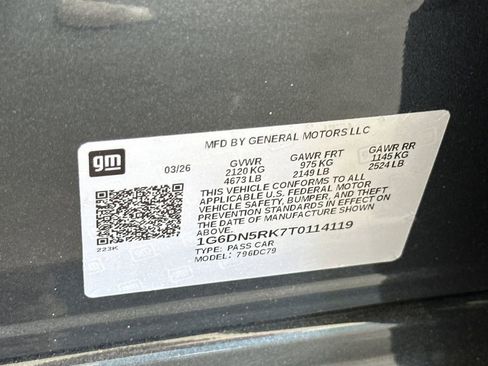 MFD BY GENERAL MOTORS LLC
gm
03/26
GVWR GAWR FRT GAWR RR
2120 KG 975 KG 1145 KG
4673 LB 2149 LB 2524 LB
THIS VEHICLE CONFORMS TO ALL
APPLICABLE U.S. FEDERAL MOTOR
VEHICLE SAFETY, BUMPER, AND THEFT
PREVENTION STANDARDS IN EFFECT ON
THE DATE OF MANUFACTURE SHOWN
ABOVE.
1G6DN5RK7T0114119
TYPE: PASS CAR
MODEL: 796DC79
223K